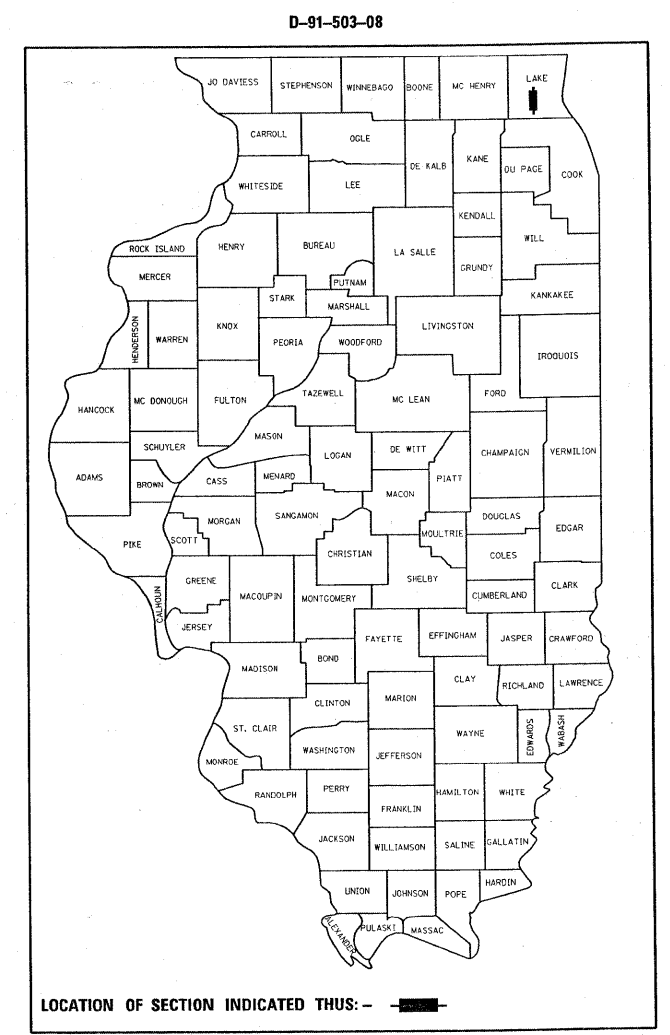 D-91-503-08
JO DAVIESS STEPHENSON WINNEBAGO BOONE MC HENRY LAKE
CARROLL OGLE
DE KALB KANE DU PAGE COOK
WHITESIDE LEE
KENDALL
ROCK ISLAND HENRY BUREAU LA SALLE WILL
GRUNDY
MERCER PUTNAM
STARK MARSHALL KANKAKEE
HENDERSON WARREN KNOX PEORIA WOODFORD LIVINGSTON
IROQUOIS
HANCOCK MC DONOUGH FULTON TAZEWELL MC LEAN FORD
MASON
SCHUYLER LOGAN DE WITT CHAMPAIGN VERMILION
ADAMS BROWN CASS MENARD PIATT
MACON
MORGAN SANGAMON DOUGLAS
PIKE SCOTT MOULTRIE EDGAR
CHRISTIAN COLES
GREENE SHELBY
CALHOUN MACOUPIN MONTGOMERY CUMBERLAND CLARK
JERSEY
FAYETTE EFFINGHAM JASPER CRAWFORD
MADISON BOND
CLAY RICHLAND LAWRENCE
CLINTON MARION
ST. CLAIR WAYNE EDWARDS WABASH
WASHINGTON JEFFERSON
MONROE
RANDOLPH PERRY HAMILTON WHITE
FRANKLIN
JACKSON WILLIAMSON SALINE GALLATIN
UNION JOHNSON POPE HARDIN
ALEXANDER PULASKI MASSAC
LOCATION OF SECTION INDICATED THUS: -